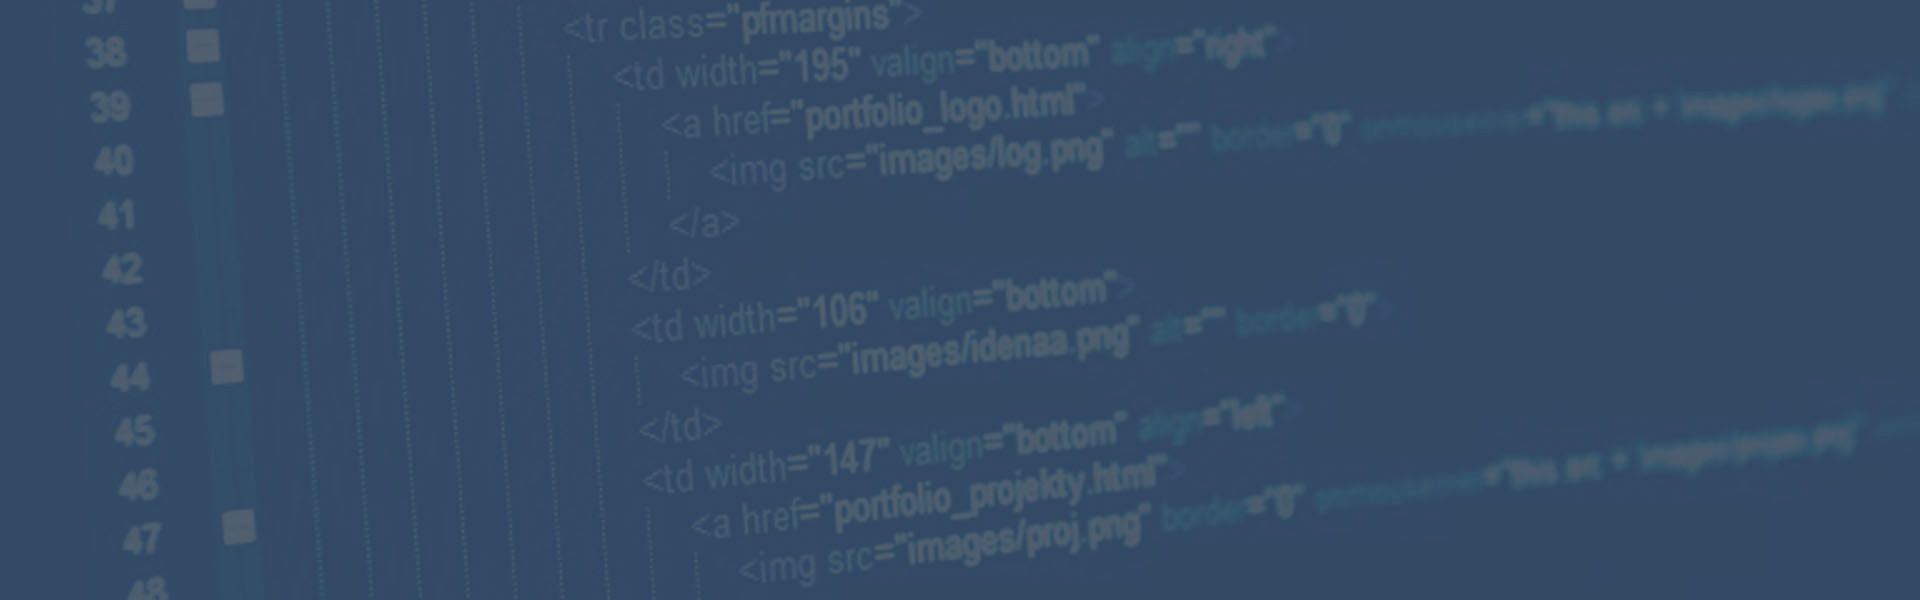 37
<tr class="pfmargins">
38
<td width="195" valign="bottom" align="right">
39
<a href="portfolio_logo.html">
40
<img src="images/log.png" alt="" border="0"
41
</a>
42
</td>
43
<td width="106" valign="bottom">
44
<img src="images/idenaa.png" alt="" border="0">
45
</td>
46
<td width="147" valign="bottom" align="left">
47
<a href="portfolio_projekty.html">
48
<img src="images/proj.png" border="0"